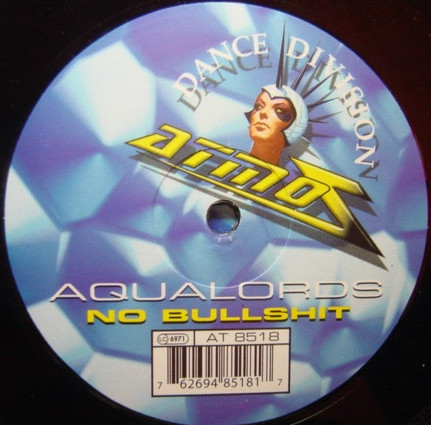 DANCE DIVISION
ATMOS
AQUALORDS
NO BULLSHIT
LC 6971 AT 8518
7 62694 85181 7